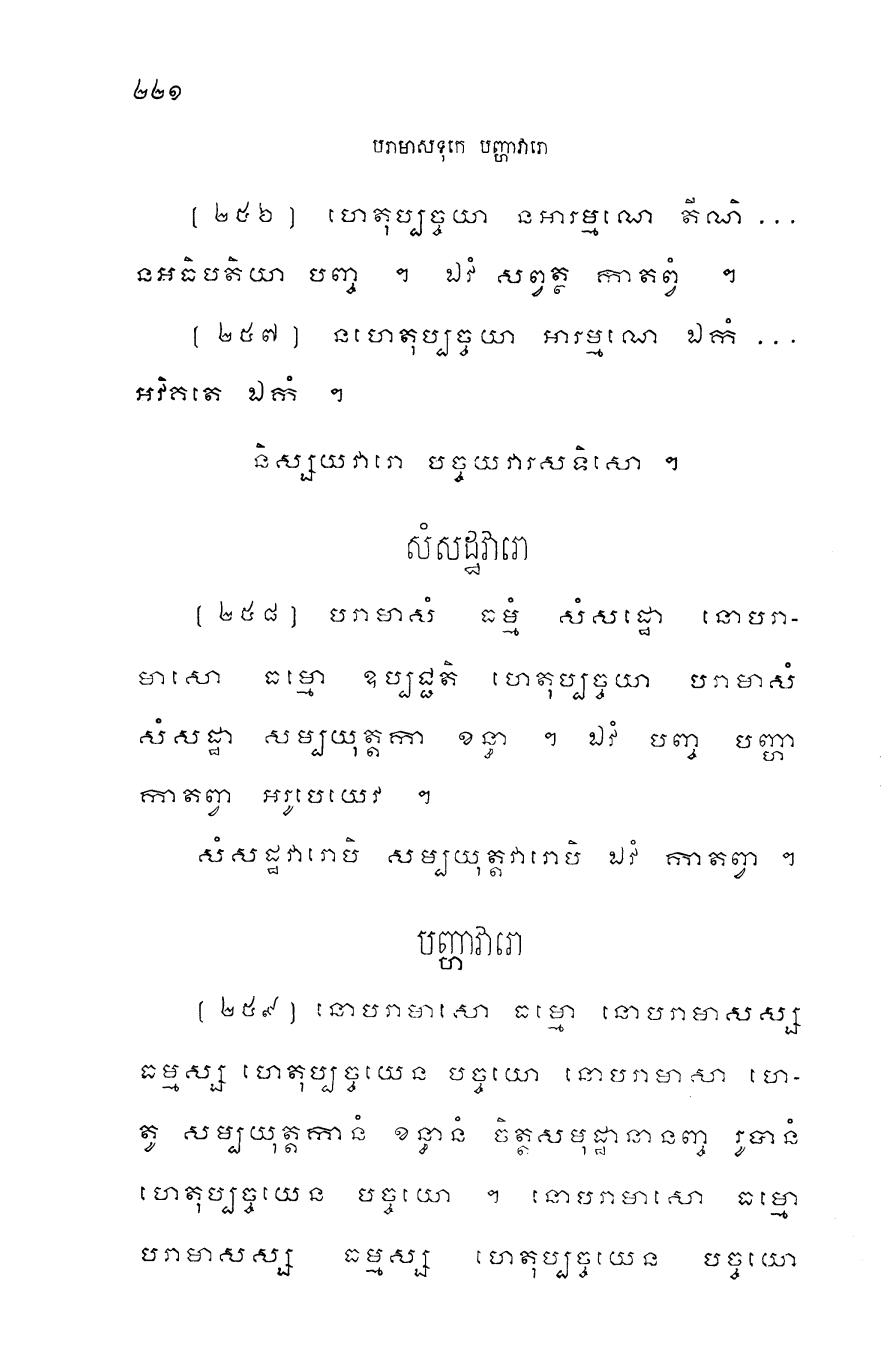 ២២១
បរាមាសទុកេ បញ្ហាវារោ
[ ២៥៦ ] ហេតុប្បច្ចយា នអារម្មណេ តីណិ ...
នអធិបតិយា បញ្ច ។ ឯវំ សព្វត្ថ កាតព្វំ ។
[ ២៥៧ ] នហេតុប្បច្ចយា អារម្មណេ ឯកំ ...
អវិគតេ ឯកំ ។
និស្សយវារោ បច្ចយវារសទិសោ ។
សំសដ្ឋវារោ
[ ២៥៨ ] បរាមាសំ ធម្មំ សំសដ្ឋោ នោបរា-
មាសោ ធម្មោ ឧប្បជ្ជតិ ហេតុប្បច្ចយា បរាមាសំ
សំសដ្ឋា សម្បយុត្តកា ខន្ធា ។ ឯវំ បញ្ច បញ្ហា
កាតព្វា អរូបេយេវ ។
សំសដ្ឋវារោបិ សម្បយុត្តវារោបិ ឯវំ កាតព្វា ។
បញ្ហាវារោ
[ ២៥៩ ] នោបរាមាសោ ធម្មោ នោបរាមាសស្ស
ធម្មស្ស ហេតុប្បច្ចយេន បច្ចយោ នោបរាមាសា ហេ-
តូ សម្បយុត្តកានំ ខន្ធានំ ចិត្តសមុដ្ឋានានញ្ច រូបានំ
ហេតុប្បច្ចយេន បច្ចយោ ។ នោបរាមាសោ ធម្មោ
បរាមាសស្ស ធម្មស្ស ហេតុប្បច្ចយេន បច្ចយោ